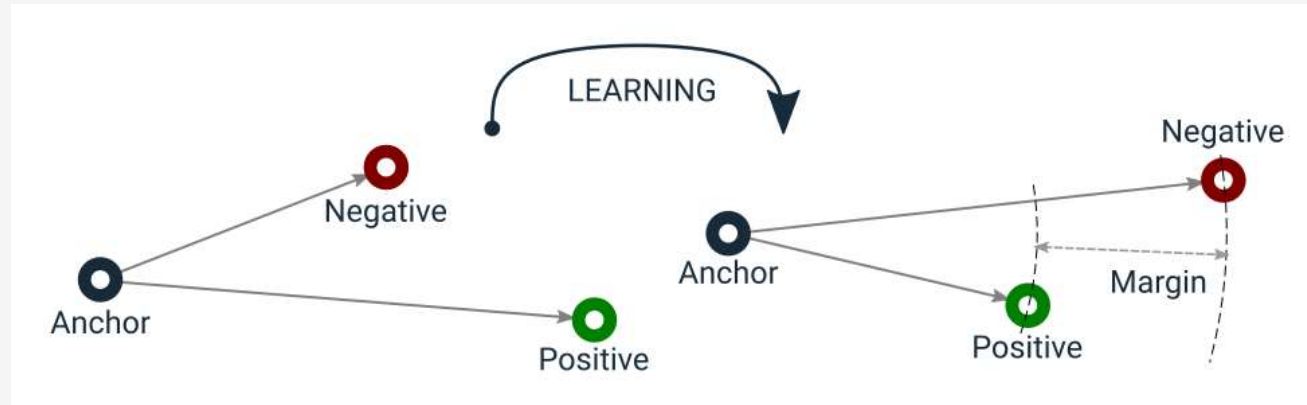 LEARNING
Negative
Anchor
Positive
Negative
Anchor
Margin
Positive